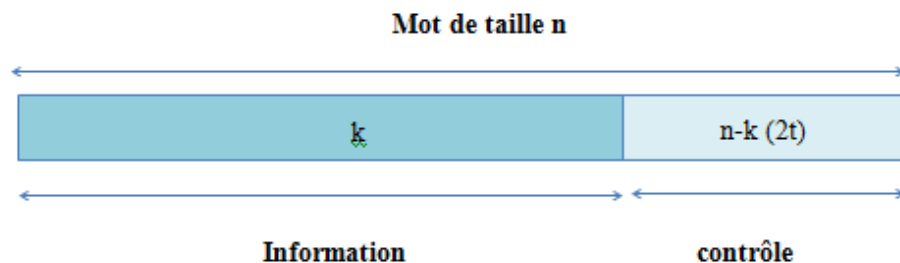 Mot de taille n
k
n-k (2t)
Information
contrôle